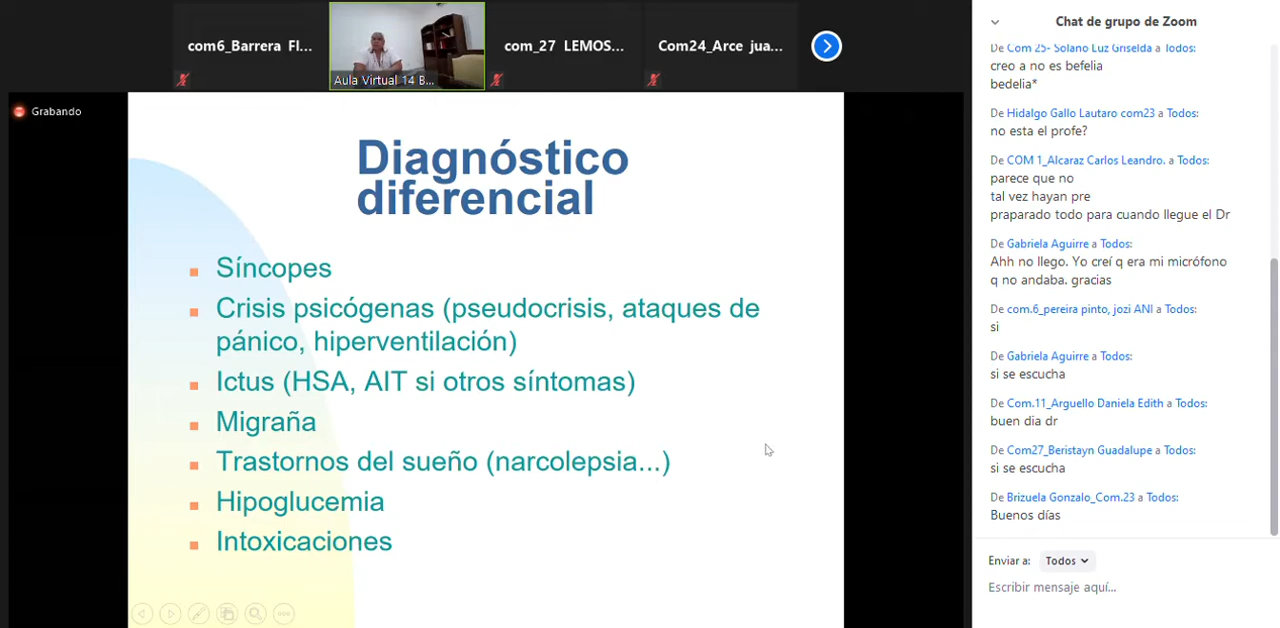 com6_Barrera Fl...
com_27 LEMOS...
Com24_Arce jua...
Aula Virtual 14 B...
Grabando
Diagnóstico
diferencial
Síncopes
Crisis psicógenas (pseudocrisis, ataques de
pánico, hiperventilación)
Ictus (HSA, AIT si otros síntomas)
Migraña
Trastornos del sueño (narcolepsia...)
Hipoglucemia
Intoxicaciones
Chat de grupo de Zoom
De Com 25- Solano Luz Griselda a Todos:
creo a no es befelia
bedelia*
De Hidalgo Gallo Lautaro com23 a Todos:
no esta el profe?
De COM 1_Alcaraz Carlos Leandro. a Todos:
parece que no
tal vez hayan pre
praparado todo para cuando llegue el Dr
De Gabriela Aguirre a Todos:
Ahh no llego. Yo creí q era mi micrófono
q no andaba. gracias
De com.6_pereira pinto, jozi ANI a Todos:
si
De Gabriela Aguirre a Todos:
si se escucha
De Com.11_Arguello Daniela Edith a Todos:
buen dia dr
De Com27_Beristayn Guadalupe a Todos:
si se escucha
De Brizuela Gonzalo_Com.23 a Todos:
Buenos días
Enviar a: Todos
Escribir mensaje aquí...